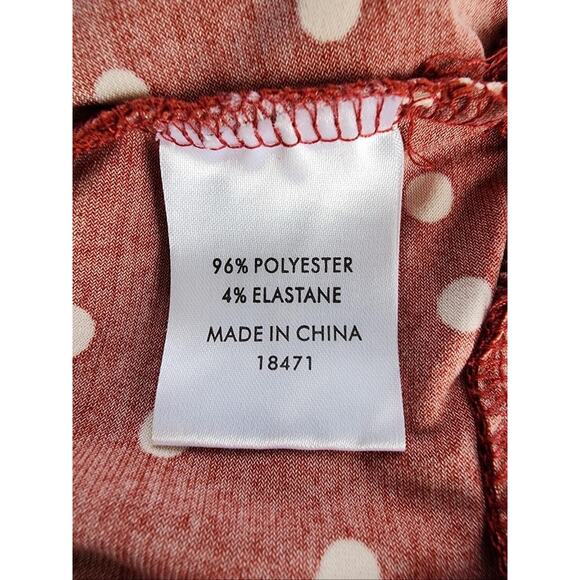 96% POLYESTER
4% ELASTANE
MADE IN CHINA
18471